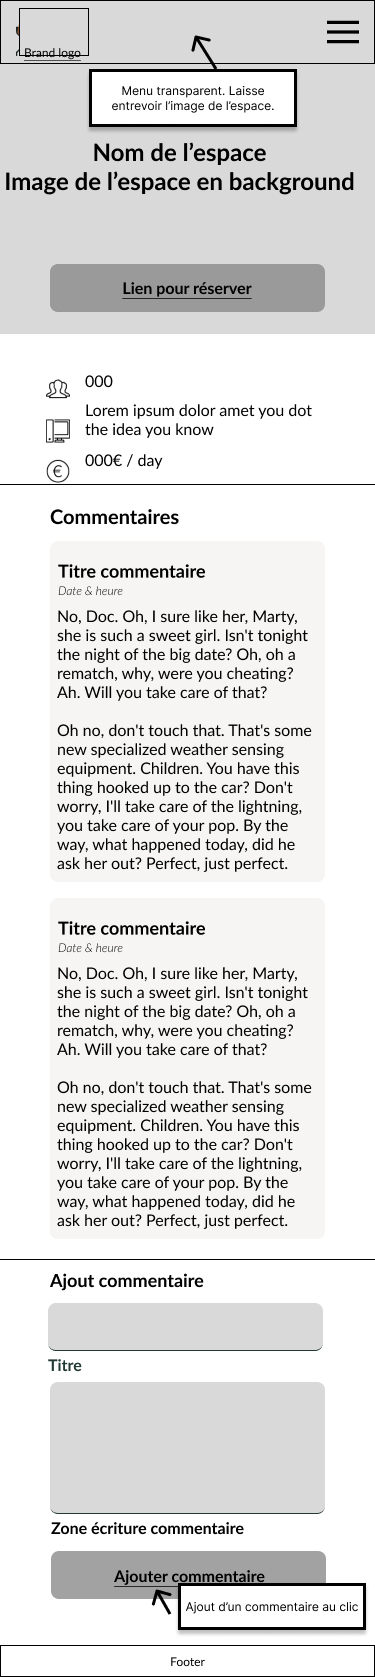 Brand logo
Menu transparent. Laisse
entrevoir l’image de l’espace.
Nom de l’espace
Image de l’espace en background
Lien pour réserver
000
Lorem ipsum dolor amet you dot
the idea you know
€
000€ / day
Commentaires
Titre commentaire
Date & heure
No, Doc. Oh, I sure like her, Marty,
she is such a sweet girl. Isn't tonight
the night of the big date? Oh, oh a
rematch, why, were you cheating?
Ah. Will you take care of that?
Oh no, don't touch that. That's some
new specialized weather sensing
equipment. Children. You have this
thing hooked up to the car? Don't
worry, I'll take care of the lightning,
you take care of your pop. By the
way, what happened today, did he
ask her out? Perfect, just perfect.
Titre commentaire
Date & heure
No, Doc. Oh, I sure like her, Marty,
she is such a sweet girl. Isn't tonight
the night of the big date? Oh, oh a
rematch, why, were you cheating?
Ah. Will you take care of that?
Oh no, don't touch that. That's some
new specialized weather sensing
equipment. Children. You have this
thing hooked up to the car? Don't
worry, I'll take care of the lightning,
you take care of your pop. By the
way, what happened today, did he
ask her out? Perfect, just perfect.
Ajout commentaire
Titre
Zone écriture commentaire
Ajouter commentaire
Ajout d’un commentaire au clic
Footer